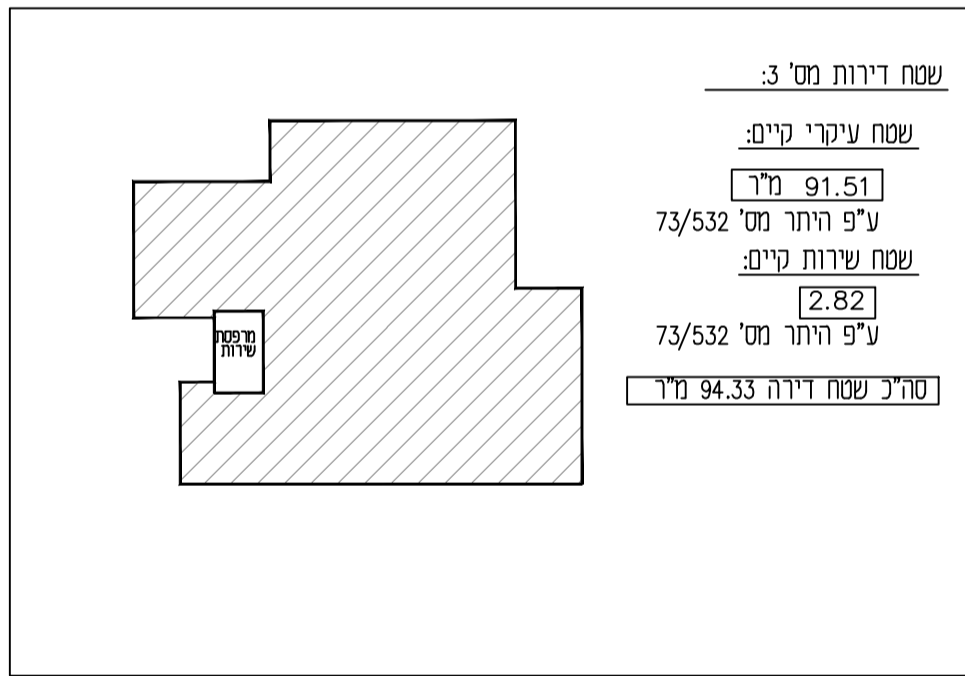 שטח דירות מס' 3:
שטח עיקרי קיים:
91.51 מ"ר
ע"פ היתר מס' 73/532
שטח שירות קיים:
2.82
ע"פ היתר מס' 73/532
סה"כ שטח דירה 94.33 מ"ר
מרפסת
שירות